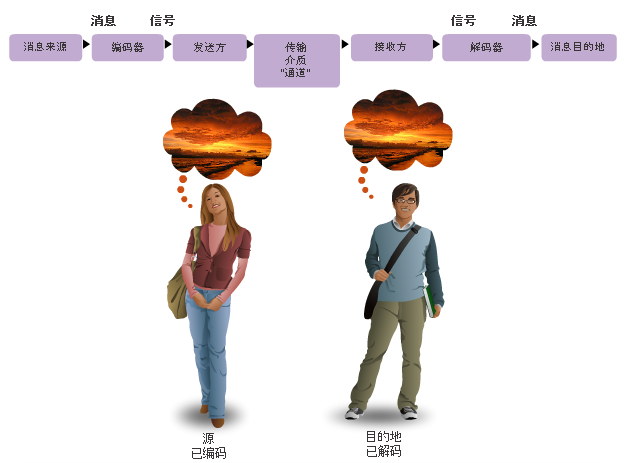 消息 信号 信号 消息
消息来源 编码器 发送方 传输 接收方 解码器 消息目的地
介质
"通道"
源
已编码
目的地
已解码